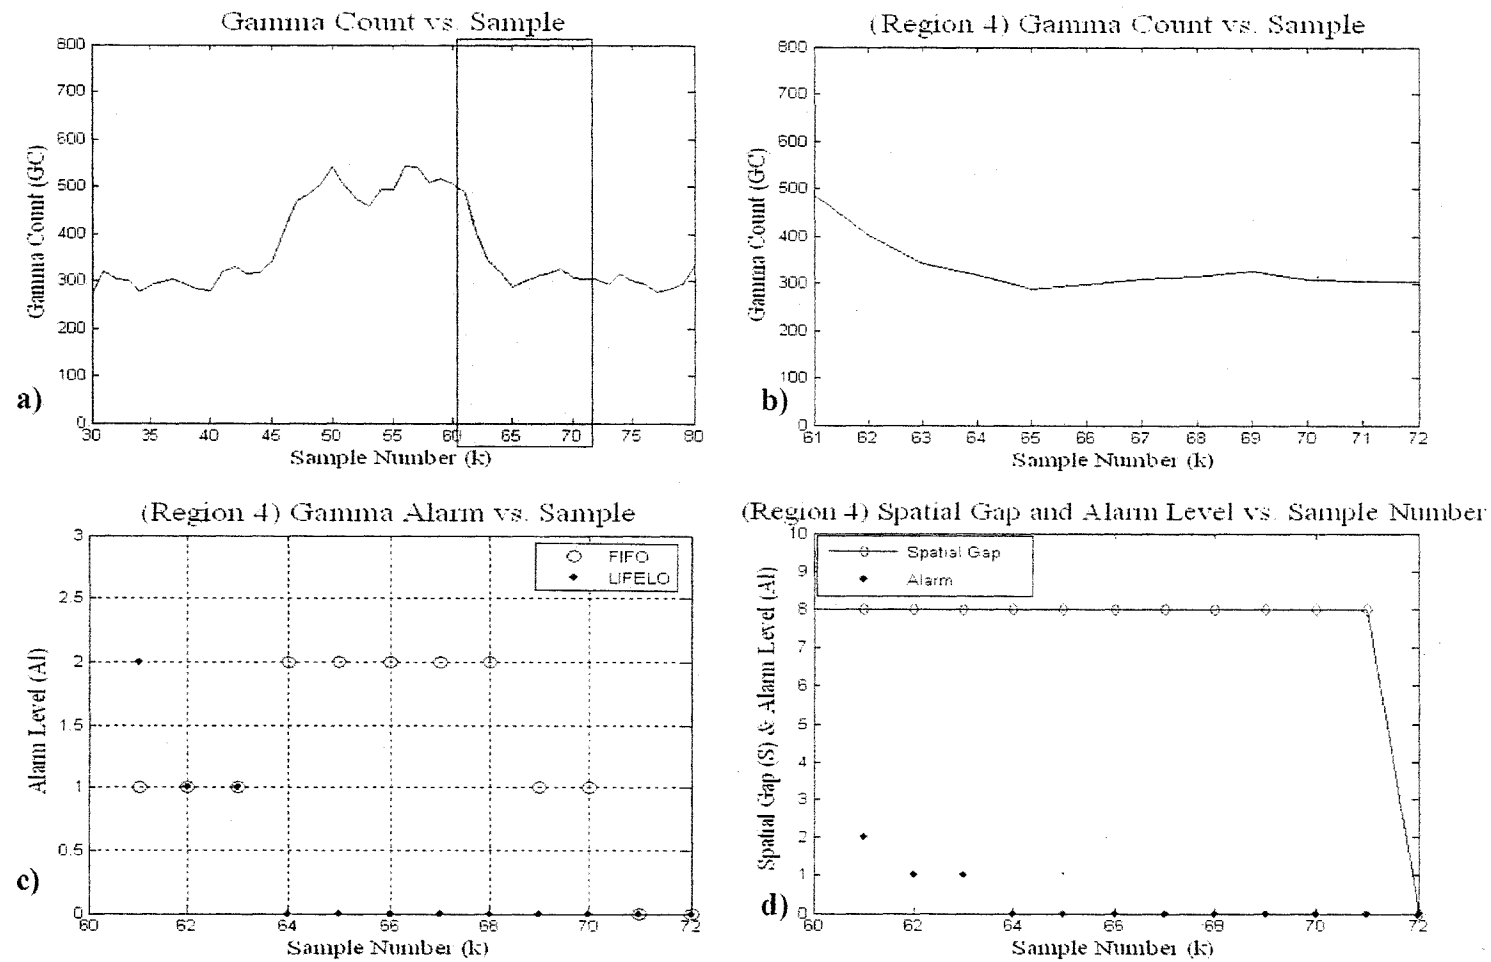 Gamma Count vs. Sample
800
700
600
500
400
300
200
100
0
Gamma Count (GC)
30 35 40 45 50 55 60 65 70 75 80
Sample Number (k)
a)
(Region 4) Gamma Count vs. Sample
800
700
600
500
400
300
200
100
0
Gamma Count (GC)
61 62 63 64 65 66 67 68 69 70 71 72
Sample Number (k)
b)
(Region 4) Gamma Alarm vs. Sample
3
2.5
2
1.5
1
0.5
0
Alarm Level (Al)
FIFO
LIFELO
60 62 64 66 68 70 72
Sample Number (k)
c)
(Region 4) Spatial Gap and Alarm Level vs. Sample Number
10
9
8
7
6
5
4
3
2
1
0
Spatial Gap (S) & Alarm Level (Al)
Spatial Gap
Alarm
60 62 64 66 68 70 72
Sample Number (k)
d)